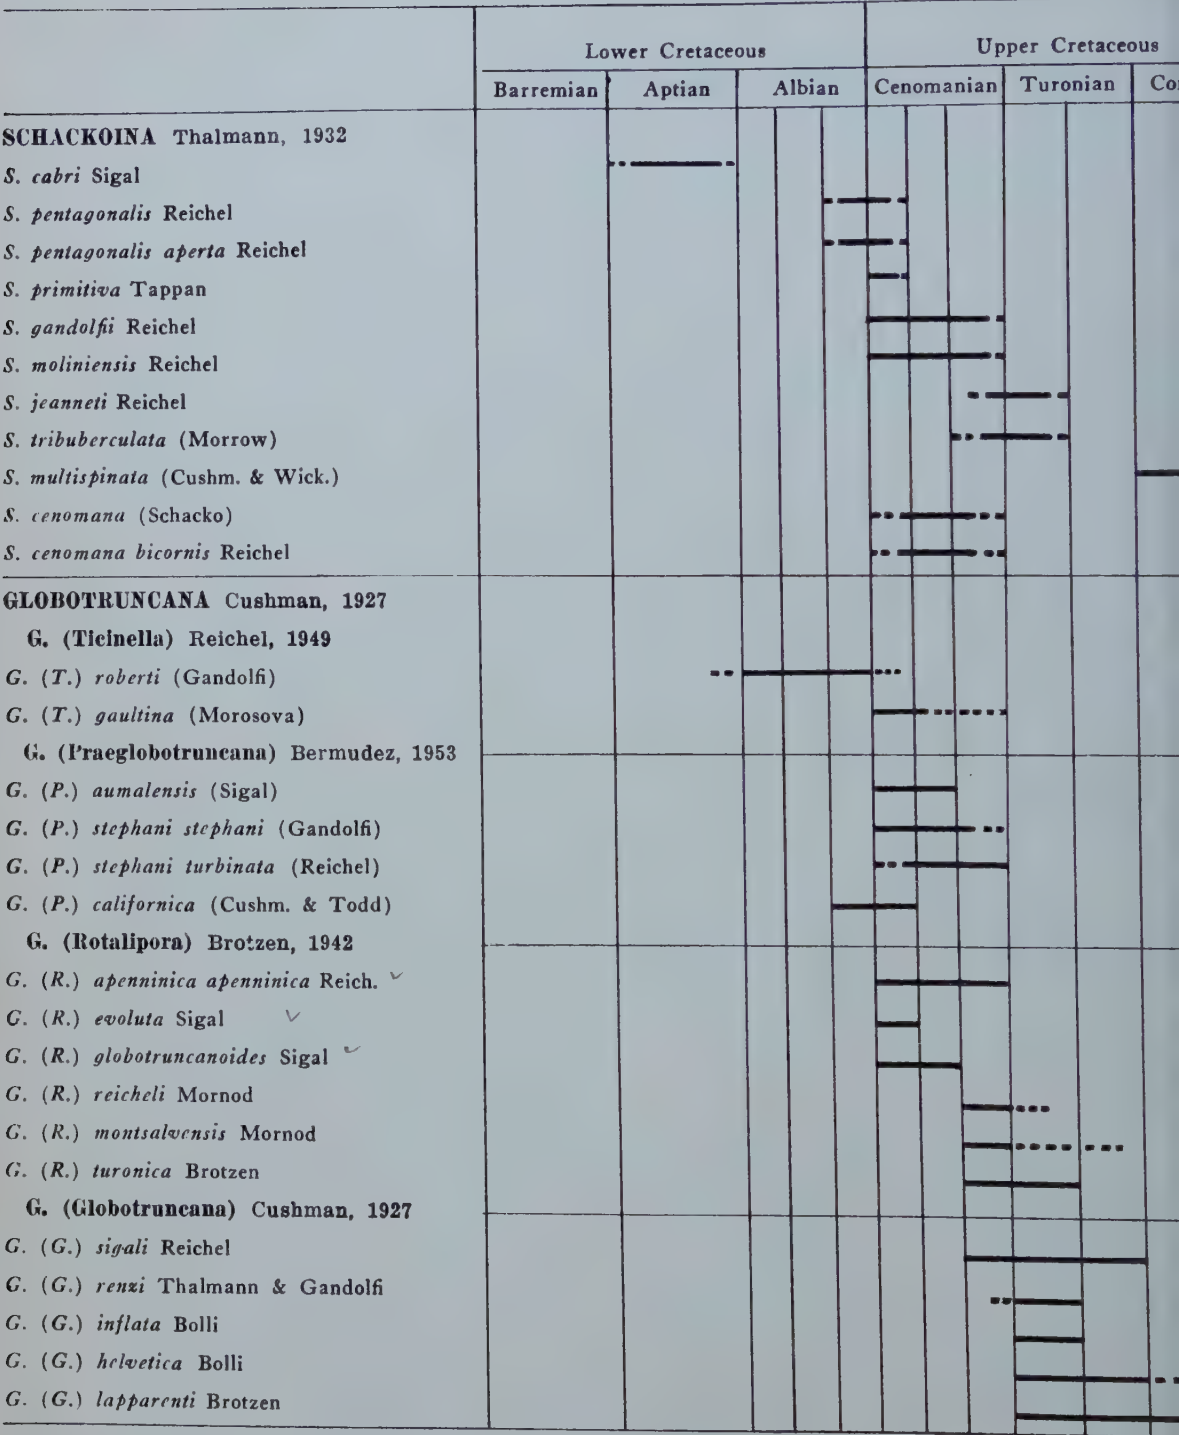 Lower Cretaceous Upper Cretaceous
Barremian Aptian Albian Cenomanian Turonian Co
SCHACKOINA Thalmann, 1932
S. cabri Sigal
S. pentagonalis Reichel
S. pentagonalis aperta Reichel
S. primitiva Tappan
S. gandolfii Reichel
S. moliniensis Reichel
S. jeanneti Reichel
S. tribuberculata (Morrow)
S. multispinata (Cushm. & Wick.)
S. cenomana (Schacko)
S. cenomana bicornis Reichel
GLOBOTRUNCANA Cushman, 1927
G. (Ticinella) Reichel, 1949
G. (T.) roberti (Gandolfi)
G. (T.) gaultina (Morosova)
G. (Praeglobotruncana) Bermudez, 1953
G. (P.) aumalensis (Sigal)
G. (P.) stephani stephani (Gandolfi)
G. (P.) stephani turbinata (Reichel)
G. (P.) californica (Cushm. & Todd)
G. (Rotalipora) Brotzen, 1942
G. (R.) apenninica apenninica Reich.
G. (R.) evoluta Sigal
G. (R.) globotruncanoides Sigal
G. (R.) reicheli Mornod
G. (R.) montsalvensis Mornod
G. (R.) turonica Brotzen
G. (Globotruncana) Cushman, 1927
G. (G.) sigali Reichel
G. (G.) renzi Thalmann & Gandolfi
G. (G.) inflata Bolli
G. (G.) helvetica Bolli
G. (G.) lapparenti Brotzen